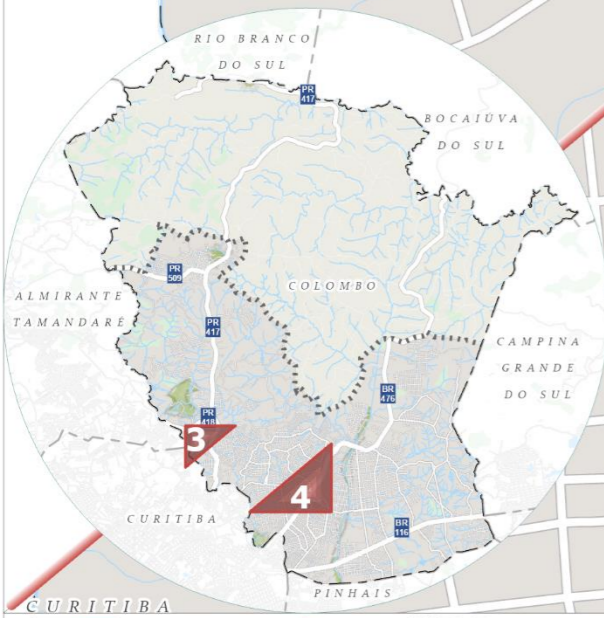 RIO BRANCO
DO SUL
PR
417
BOCAIÚVA
DO SUL
PR
509
COLOMBO
ALMIRANTE
TAMANDARÉ
PR
417
CAMPINA
GRANDE
DO SUL
BR
476
PR
418
3
4
CURITIBA
BR
116
PINHAIS
CURITIBA